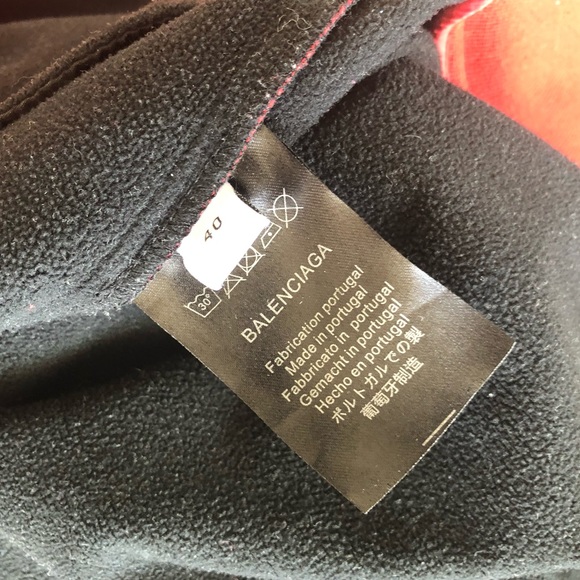 40
30°
BALENCIAGA
Fabrication portugal
Made in portugal
Fabbricato in portugal
Gemacht in portugal
Hecho en portugal
ポルトガルでの製
葡萄牙制造